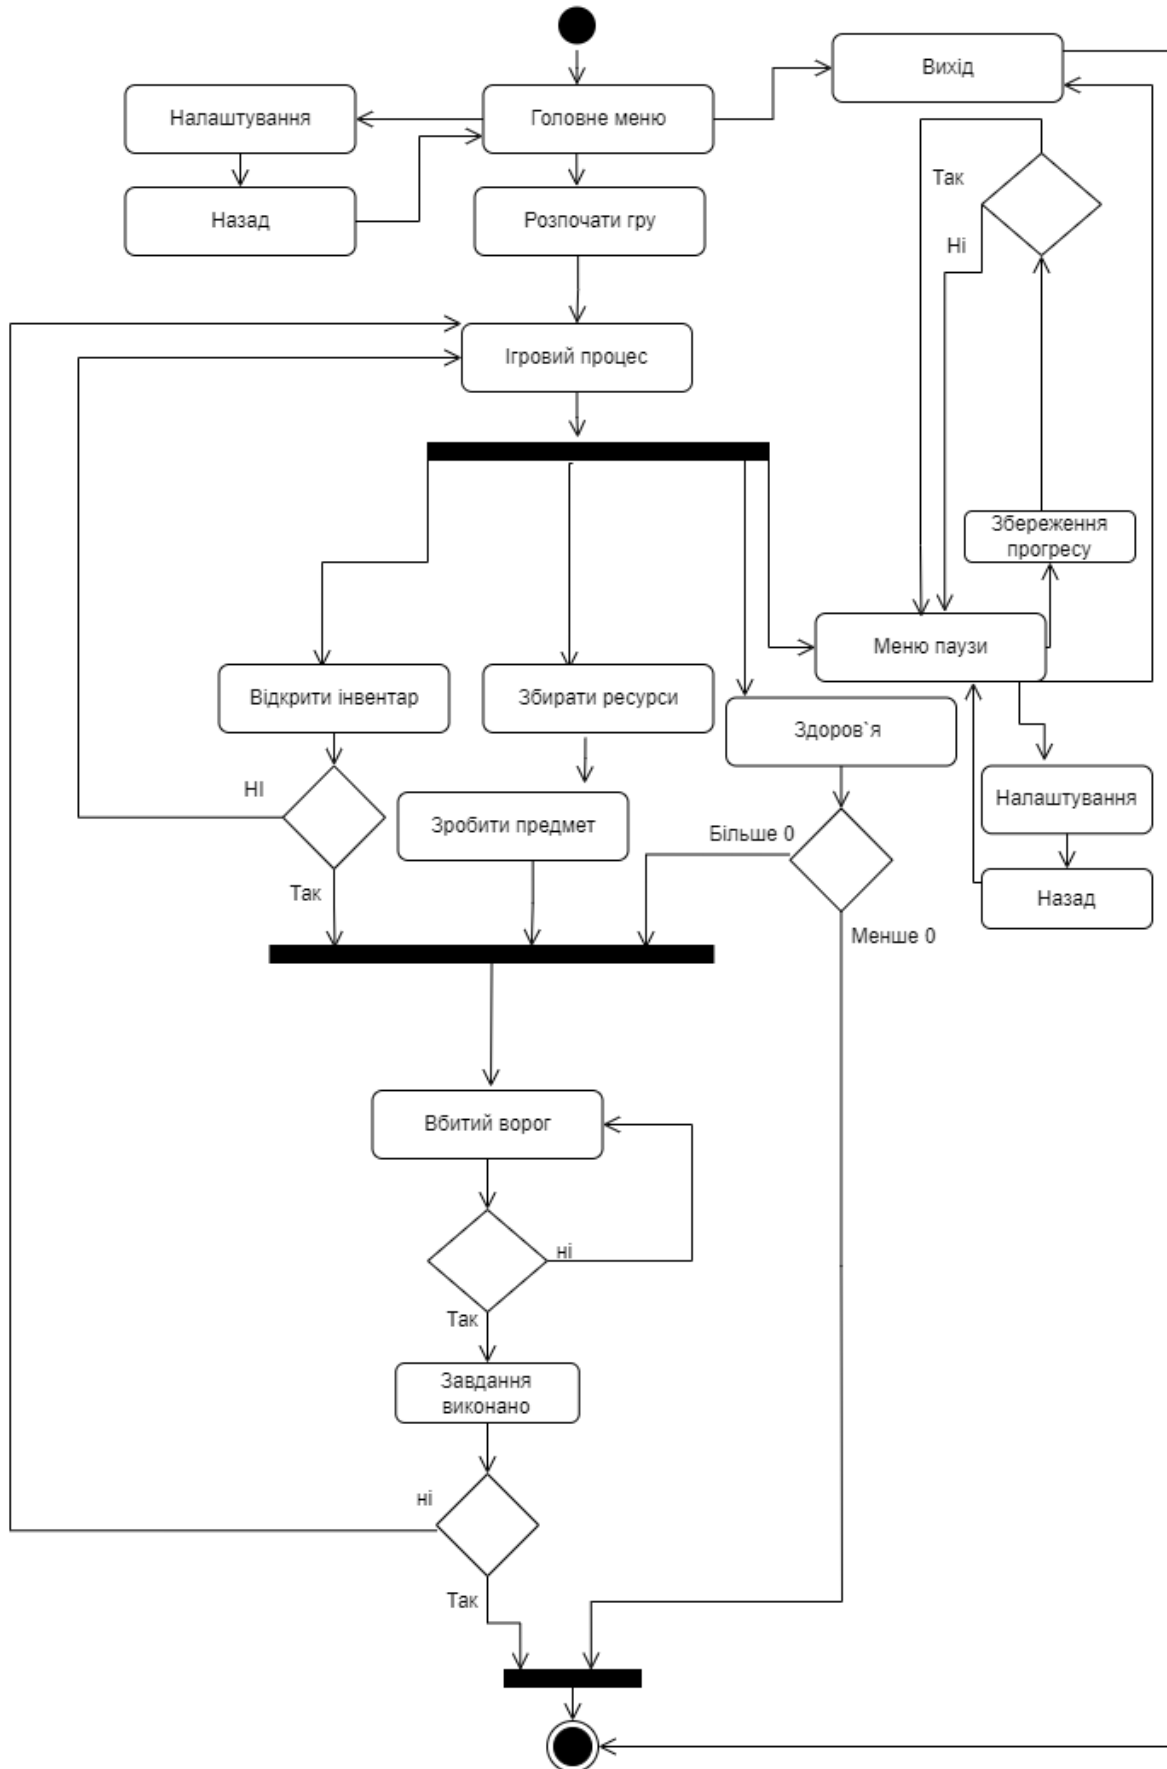 Вихід
Налаштування
Головне меню
Так
Назад
Розпочати гру
Ні
Ігровий процес
Збереження
прогресу
Меню паузи
Відкрити інвентар
Збирати ресурси
Здоров`я
НІ
Налаштування
Зробити предмет
Більше 0
Так
Назад
Менше 0
Вбитий ворог
ні
Так
Завдання
виконано
ні
Так